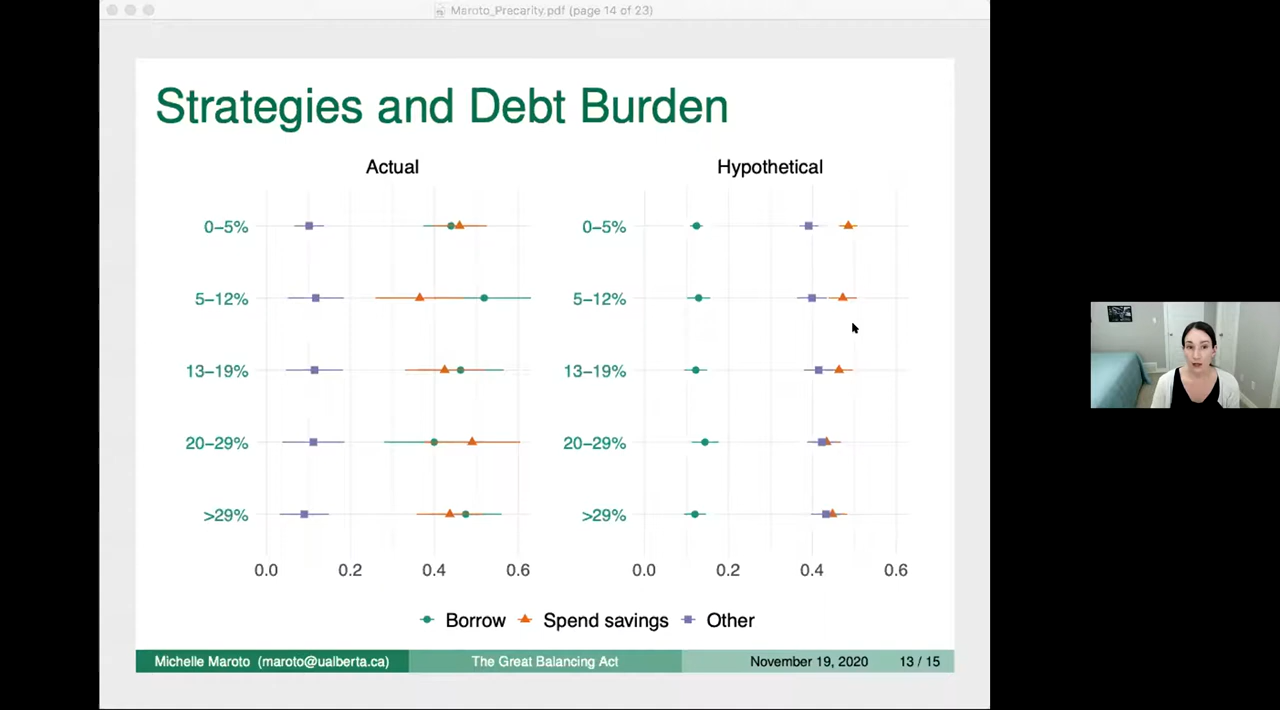 Maroto_Precarity.pdf (page 14 of 23)
Strategies and Debt Burden
Actual
0–5%
5–12%
13–19%
20–29%
>29%
0.0 0.2 0.4 0.6
Hypothetical
0–5%
5–12%
13–19%
20–29%
>29%
0.0 0.2 0.4 0.6
Borrow Spend savings Other
Michelle Maroto (maroto@ualberta.ca) The Great Balancing Act November 19, 2020 13 / 15